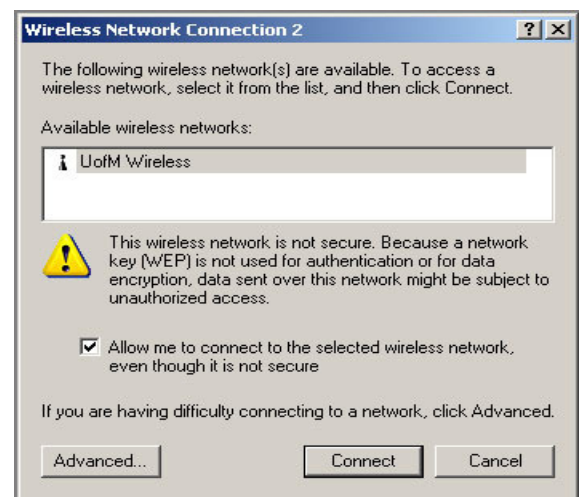 Wireless Network Connection 2
The following wireless network(s) are available. To access a
wireless network, select it from the list, and then click Connect.
Available wireless networks:
UofM Wireless
This wireless network is not secure. Because a network
key (WEP) is not used for authentication or for data
encryption, data sent over this network might be subject to
unauthorized access.
Allow me to connect to the selected wireless network,
even though it is not secure
If you are having difficulty connecting to a network, click Advanced.
Advanced... Connect Cancel